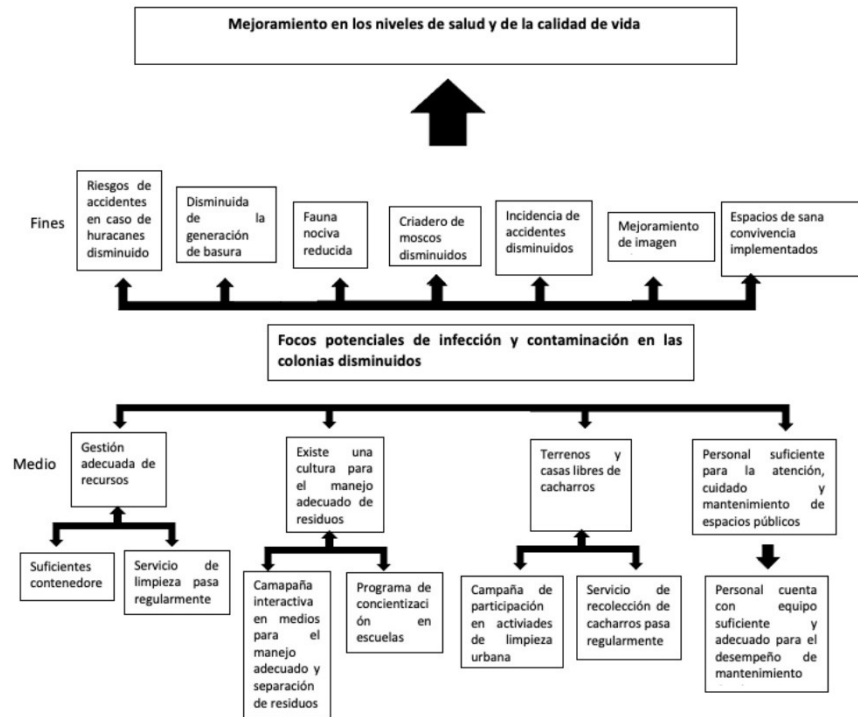 Mejoramiento en los niveles de salud y de la calidad de vida
Fines
Riesgos de
accidentes
en caso de
huracanes
disminuido
Disminuida
de la
generación
de basura
Fauna
nociva
reducida
Criadero de
moscos
disminuidos
Incidencia de
accidentes
disminuidos
Mejoramiento
de imagen
Espacios de sana
convivencia
implementados
Focos potenciales de infección y contaminación en las
colonias disminuidos
Medio
Gestión
adecuada de
recursos
Existe una
cultura para
el manejo
adecuado de
residuos
Terrenos y
casas libres de
cacharros
Personal suficiente
para la atención,
cuidado y
mantenimiento de
espacios públicos
Suficientes
contenedore
Servicio de
limpieza pasa
regularmente
Camapaña
interactiva
en medios
para el
manejo
adecuado y
separación de
residuos
Programa de
concientizaci
ón en
escuelas
Campaña de
participación
en activiades
de limpieza
urbana
Servicio de
recolección de
cacharros pasa
regularmente
Personal cuenta
con equipo
suficiente y
adecuado para el
desempeño de
mantenimiento